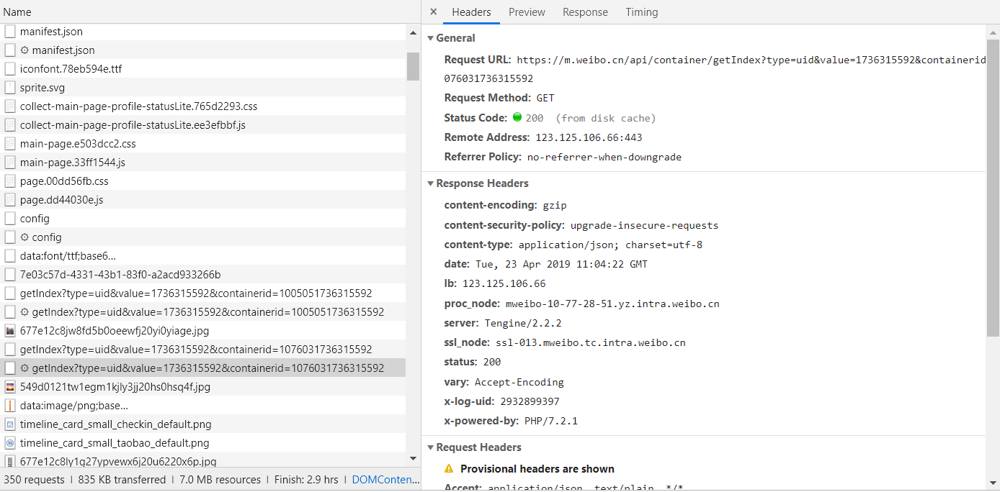 Name
manifest.json
manifest.json
iconfont.78eb594e.ttf
sprite.svg
collect-main-page-profile-statusLite.765d2293.css
collect-main-page-profile-statusLite.ee3efbbf.js
main-page.e503dcc2.css
main-page.33ff1544.js
page.00dd56fb.css
page.dd44030e.js
config
config
data:font/ttf;base6...
7e03c57d-4331-43b1-83f0-a2acd933266b
getIndex?type=uid&value=1736315592&containerid=1005051736315592
getIndex?type=uid&value=1736315592&containerid=1005051736315592
677e12c8jw8fd5b0oeewfj20yi0yiage.jpg
getIndex?type=uid&value=1736315592&containerid=1076031736315592
getIndex?type=uid&value=1736315592&containerid=1076031736315592
549d0121tw1egm1kjly3jj20hs0hsq4f.jpg
data:image/png;base...
timeline_card_small_checkin_default.png
timeline_card_small_taobao_default.png
677e12c8ly1g27ypvewx6j20u6220x6p.jpg
350 requests | 835 KB transferred | 7.0 MB resources | Finish: 2.9 hrs | DOMConten...
× Headers Preview Response Timing
General
Request URL: https://m.weibo.cn/api/container/getIndex?type=uid&value=1736315592&containerid
076031736315592
Request Method: GET
Status Code: 200 (from disk cache)
Remote Address: 123.125.106.66:443
Referrer Policy: no-referrer-when-downgrade
Response Headers
content-encoding: gzip
content-security-policy: upgrade-insecure-requests
content-type: application/json; charset=utf-8
date: Tue, 23 Apr 2019 11:04:22 GMT
lb: 123.125.106.66
proc_node: mweibo-10-77-28-51.yz.intra.weibo.cn
server: Tengine/2.2.2
ssl_node: ssl-013.mweibo.tc.intra.weibo.cn
status: 200
vary: Accept-Encoding
x-log-uid: 2932899397
x-powered-by: PHP/7.2.1
Request Headers
Provisional headers are shown
Accept: application/json, text/plain, */*